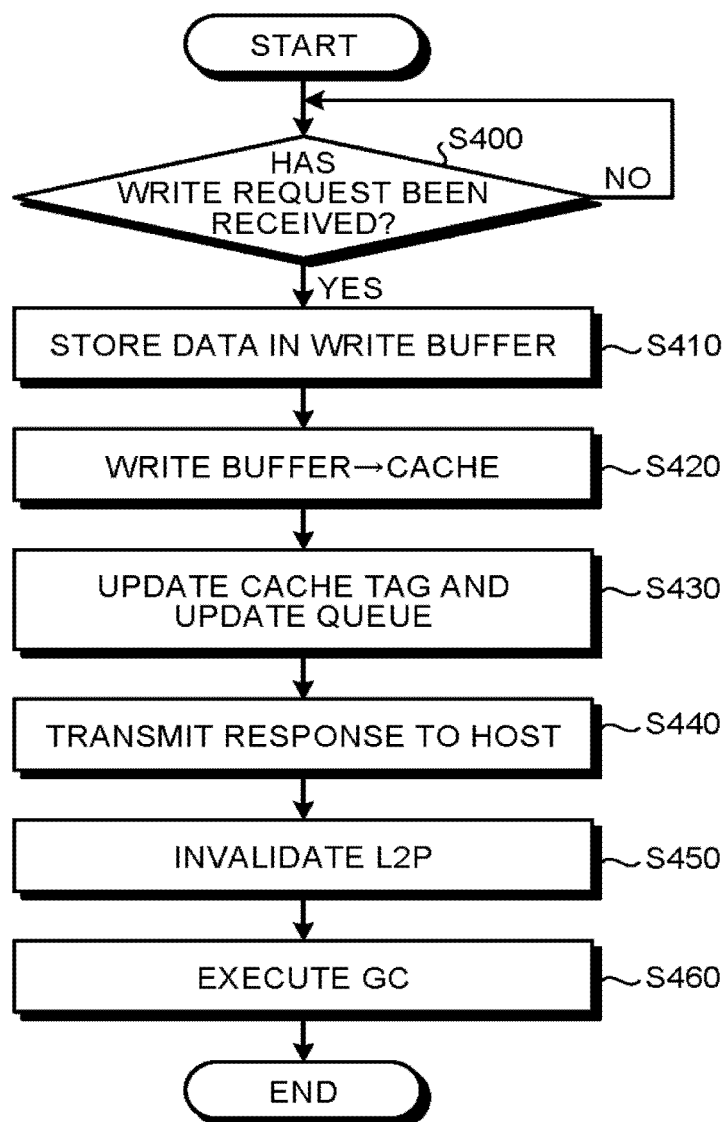 START
S400
HAS
WRITE REQUEST BEEN
RECEIVED?
NO
YES
STORE DATA IN WRITE BUFFER
S410
WRITE BUFFER→CACHE
S420
UPDATE CACHE TAG AND
UPDATE QUEUE
S430
TRANSMIT RESPONSE TO HOST
S440
INVALIDATE L2P
S450
EXECUTE GC
S460
END